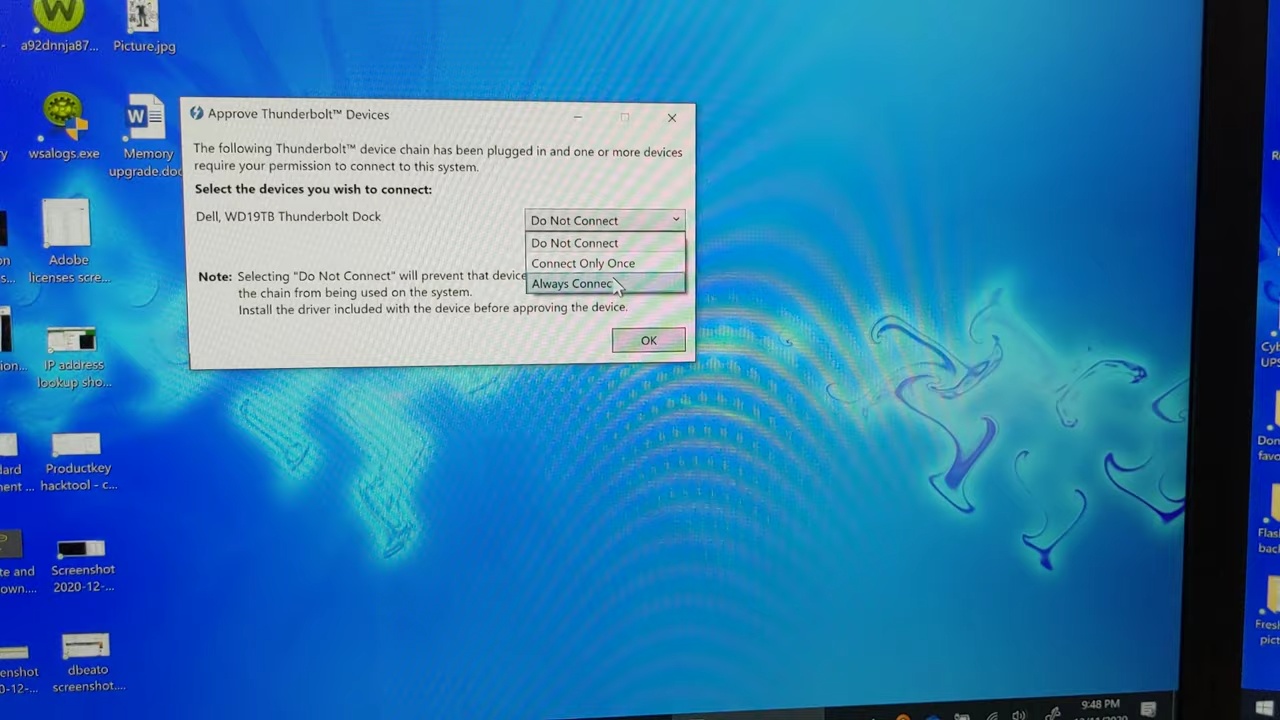 a92dnnja87...
Picture.jpg
wsalogs.exe
Memory
upgrade.doc
Adobe
licenses scre...
IP address
lookup sho...
Productkey
hacktool - c...
Screenshot
2020-12-...
dbeato
screenshot....
Approve Thunderbolt™ Devices
The following Thunderbolt™ device chain has been plugged in and one or more devices
require your permission to connect to this system.
Select the devices you wish to connect:
Dell, WD19TB Thunderbolt Dock
Do Not Connect
Do Not Connect
Connect Only Once
Always Connec
Note: Selecting "Do Not Connect" will prevent that device
the chain from being used on the system.
Install the driver included with the device before approving the device.
OK
UPS
9:48 PM